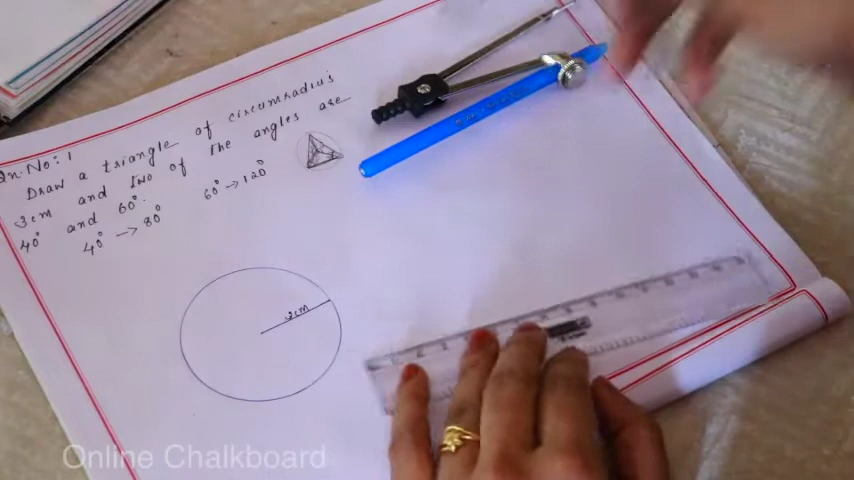 Qn.No:1
Draw a triangle of circumradius
3cm and two of the angles are
40° and 60°.
40° → 80° 60° → 120°
3cm
Online Chalkboard